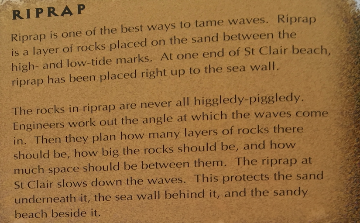 RIPRAP
Riprap is one of the best ways to tame waves. Riprap
is a layer of rocks placed on the sand between the
high- and low-tide marks. At one end of St Clair beach,
riprap has been placed right up to the sea wall.
The rocks in riprap are never all higgledy-piggledy.
Engineers work out the angle at which the waves come
in. Then they plan how many layers of rocks there
should be, how big the rocks should be, and how
much space should be between them. The riprap at
St Clair slows down the waves. This protects the sand
underneath it, the sea wall behind it, and the sandy
beach beside it.